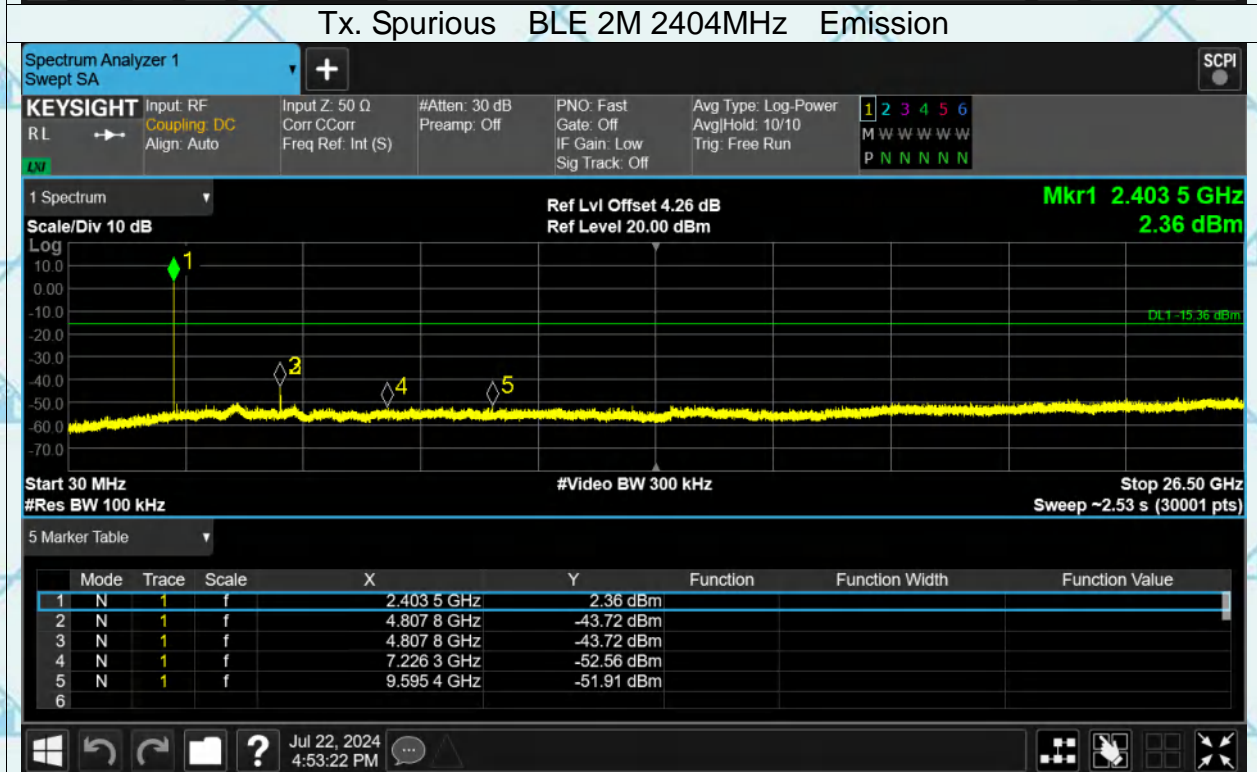 Tx. Spurious BLE 2M 2404MHz Emission
Spectrum Analyzer 1
Swept SA
+
SCPI
KEYSIGHT
RL
LXI
Input: RF
Coupling: DC
Align: Auto
Input Z: 50 Ω
Corr CCorr
Freq Ref: Int (S)
#Atten: 30 dB
Preamp: Off
PNO: Fast
Gate: Off
IF Gain: Low
Sig Track: Off
Avg Type: Log-Power
Avg|Hold: 10/10
Trig: Free Run
1 2 3 4 5 6
M W W W W W
P N N N N N
1 Spectrum
Scale/Div 10 dB
Ref Lvl Offset 4.26 dB
Ref Level 20.00 dBm
Mkr1 2.403 5 GHz
2.36 dBm
Log
10.0
0.00
-10.0
-20.0
-30.0
-40.0
-50.0
-60.0
-70.0
1
DL1 -15.36 dBm
3
4
5
Start 30 MHz
#Res BW 100 kHz
#Video BW 300 kHz
Stop 26.50 GHz
Sweep ~2.53 s (30001 pts)
5 Marker Table
Mode Trace Scale X Y Function Function Width Function Value
1 N 1 f 2.403 5 GHz 2.36 dBm
2 N 1 f 4.807 8 GHz -43.72 dBm
3 N 1 f 4.807 8 GHz -43.72 dBm
4 N 1 f 7.226 3 GHz -52.56 dBm
5 N 1 f 9.595 4 GHz -51.91 dBm
6
?
Jul 22, 2024
4:53:22 PM